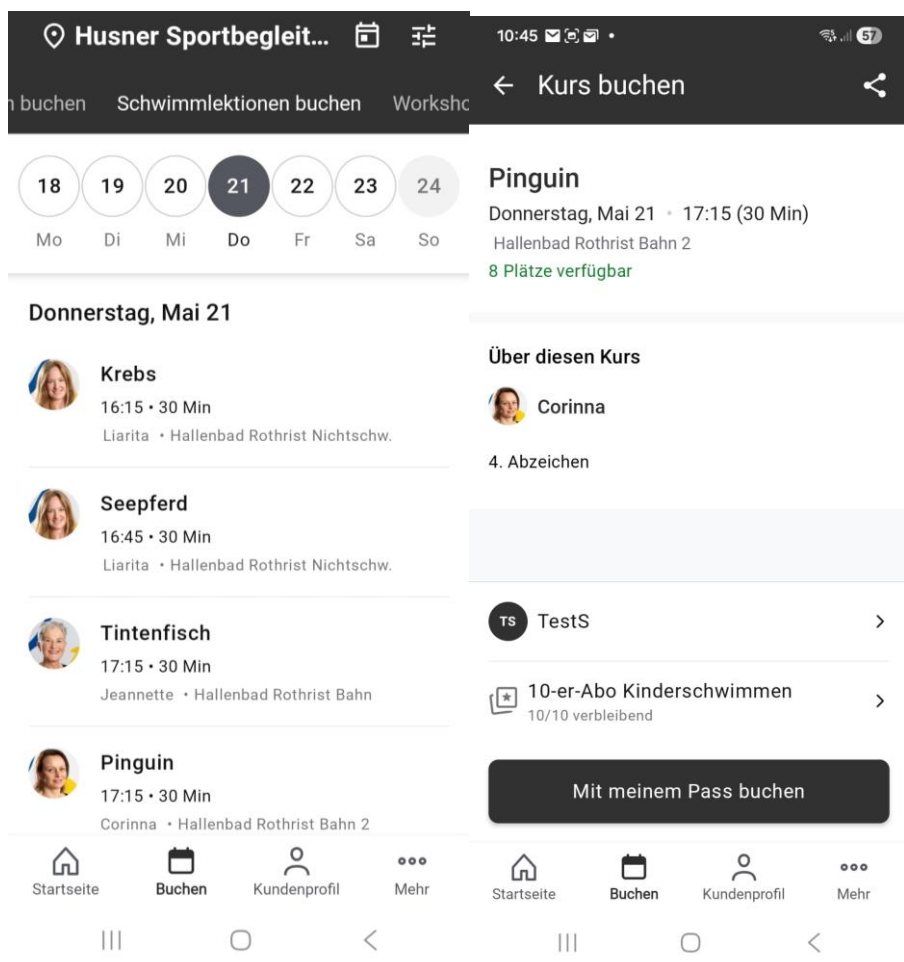 Husner Sportbegleit...
n buchen Schwimmlektionen buchen Worksho
18 19 20 21 22 23 24
Mo Di Mi Do Fr Sa So
Donnerstag, Mai 21
Krebs
16:15 • 30 Min
Liarita • Hallenbad Rothrist Nichtschw.
Seepferd
16:45 • 30 Min
Liarita • Hallenbad Rothrist Nichtschw.
Tintenfisch
17:15 • 30 Min
Jeannette • Hallenbad Rothrist Bahn
Pinguin
17:15 • 30 Min
Corinna • Hallenbad Rothrist Bahn 2
Startseite Buchen Kundenprofil Mehr
10:45 57
Kurs buchen
Pinguin
Donnerstag, Mai 21 • 17:15 (30 Min)
Hallenbad Rothrist Bahn 2
8 Plätze verfügbar
Über diesen Kurs
Corinna
4. Abzeichen
TS TestS
10-er-Abo Kinderschwimmen
10/10 verbleibend
Mit meinem Pass buchen
Startseite Buchen Kundenprofil Mehr